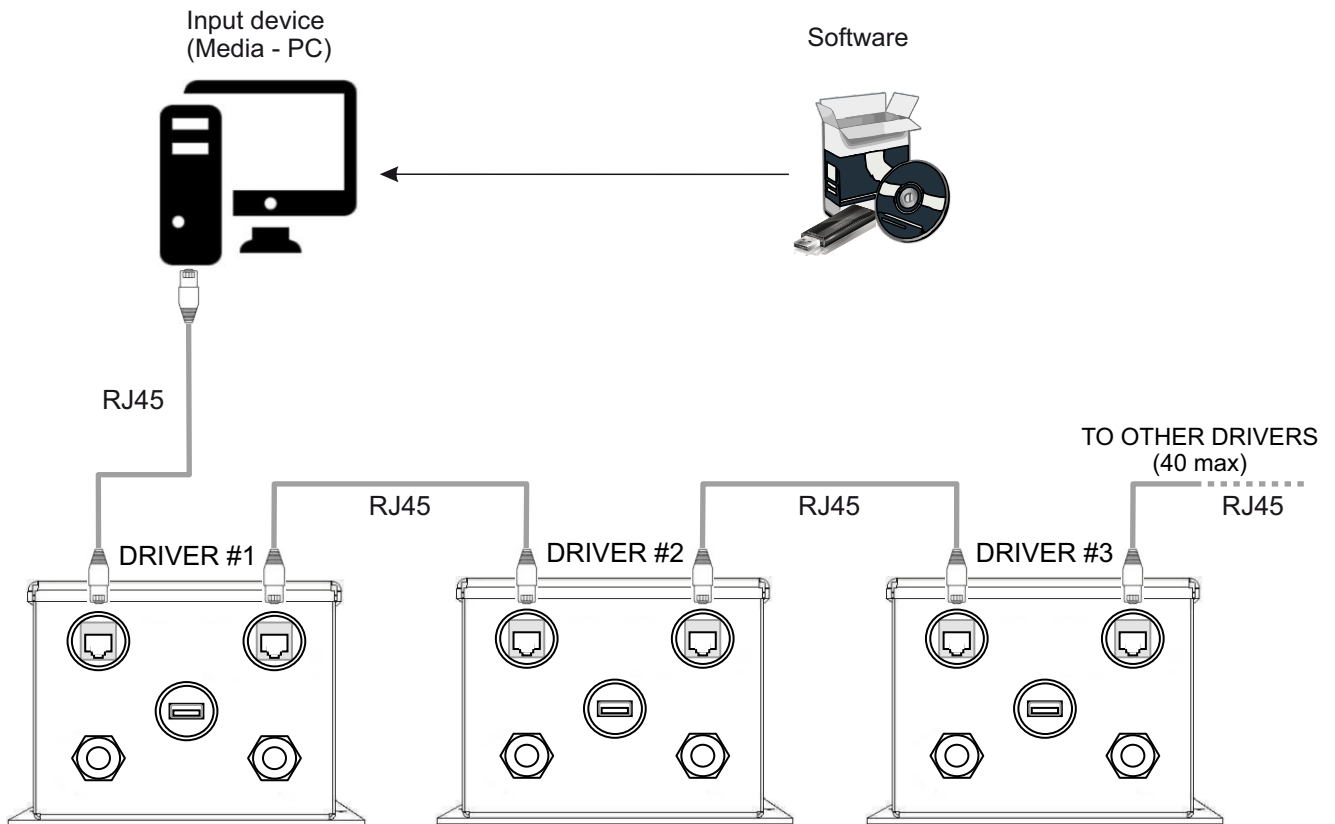 Input device
(Media - PC)
Software
RJ45
TO OTHER DRIVERS
(40 max)
RJ45
RJ45
RJ45
DRIVER #1
DRIVER #2
DRIVER #3